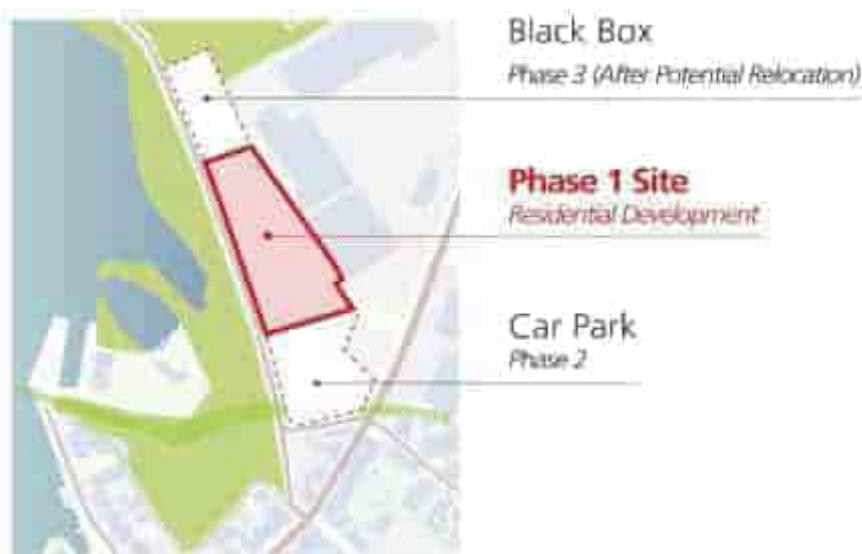 Black Box
Phase 3 (After Potential Relocation)
Phase 1 Site
Residential Development
Car Park
Phase 2